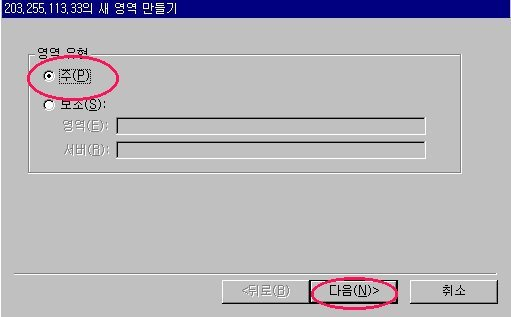 203,255,113,33의 새 영역 만들기
영역 유형
주(P)
보조(S):
영역(E):
서버(R):
<뒤로(B)
다음(N)>
취소